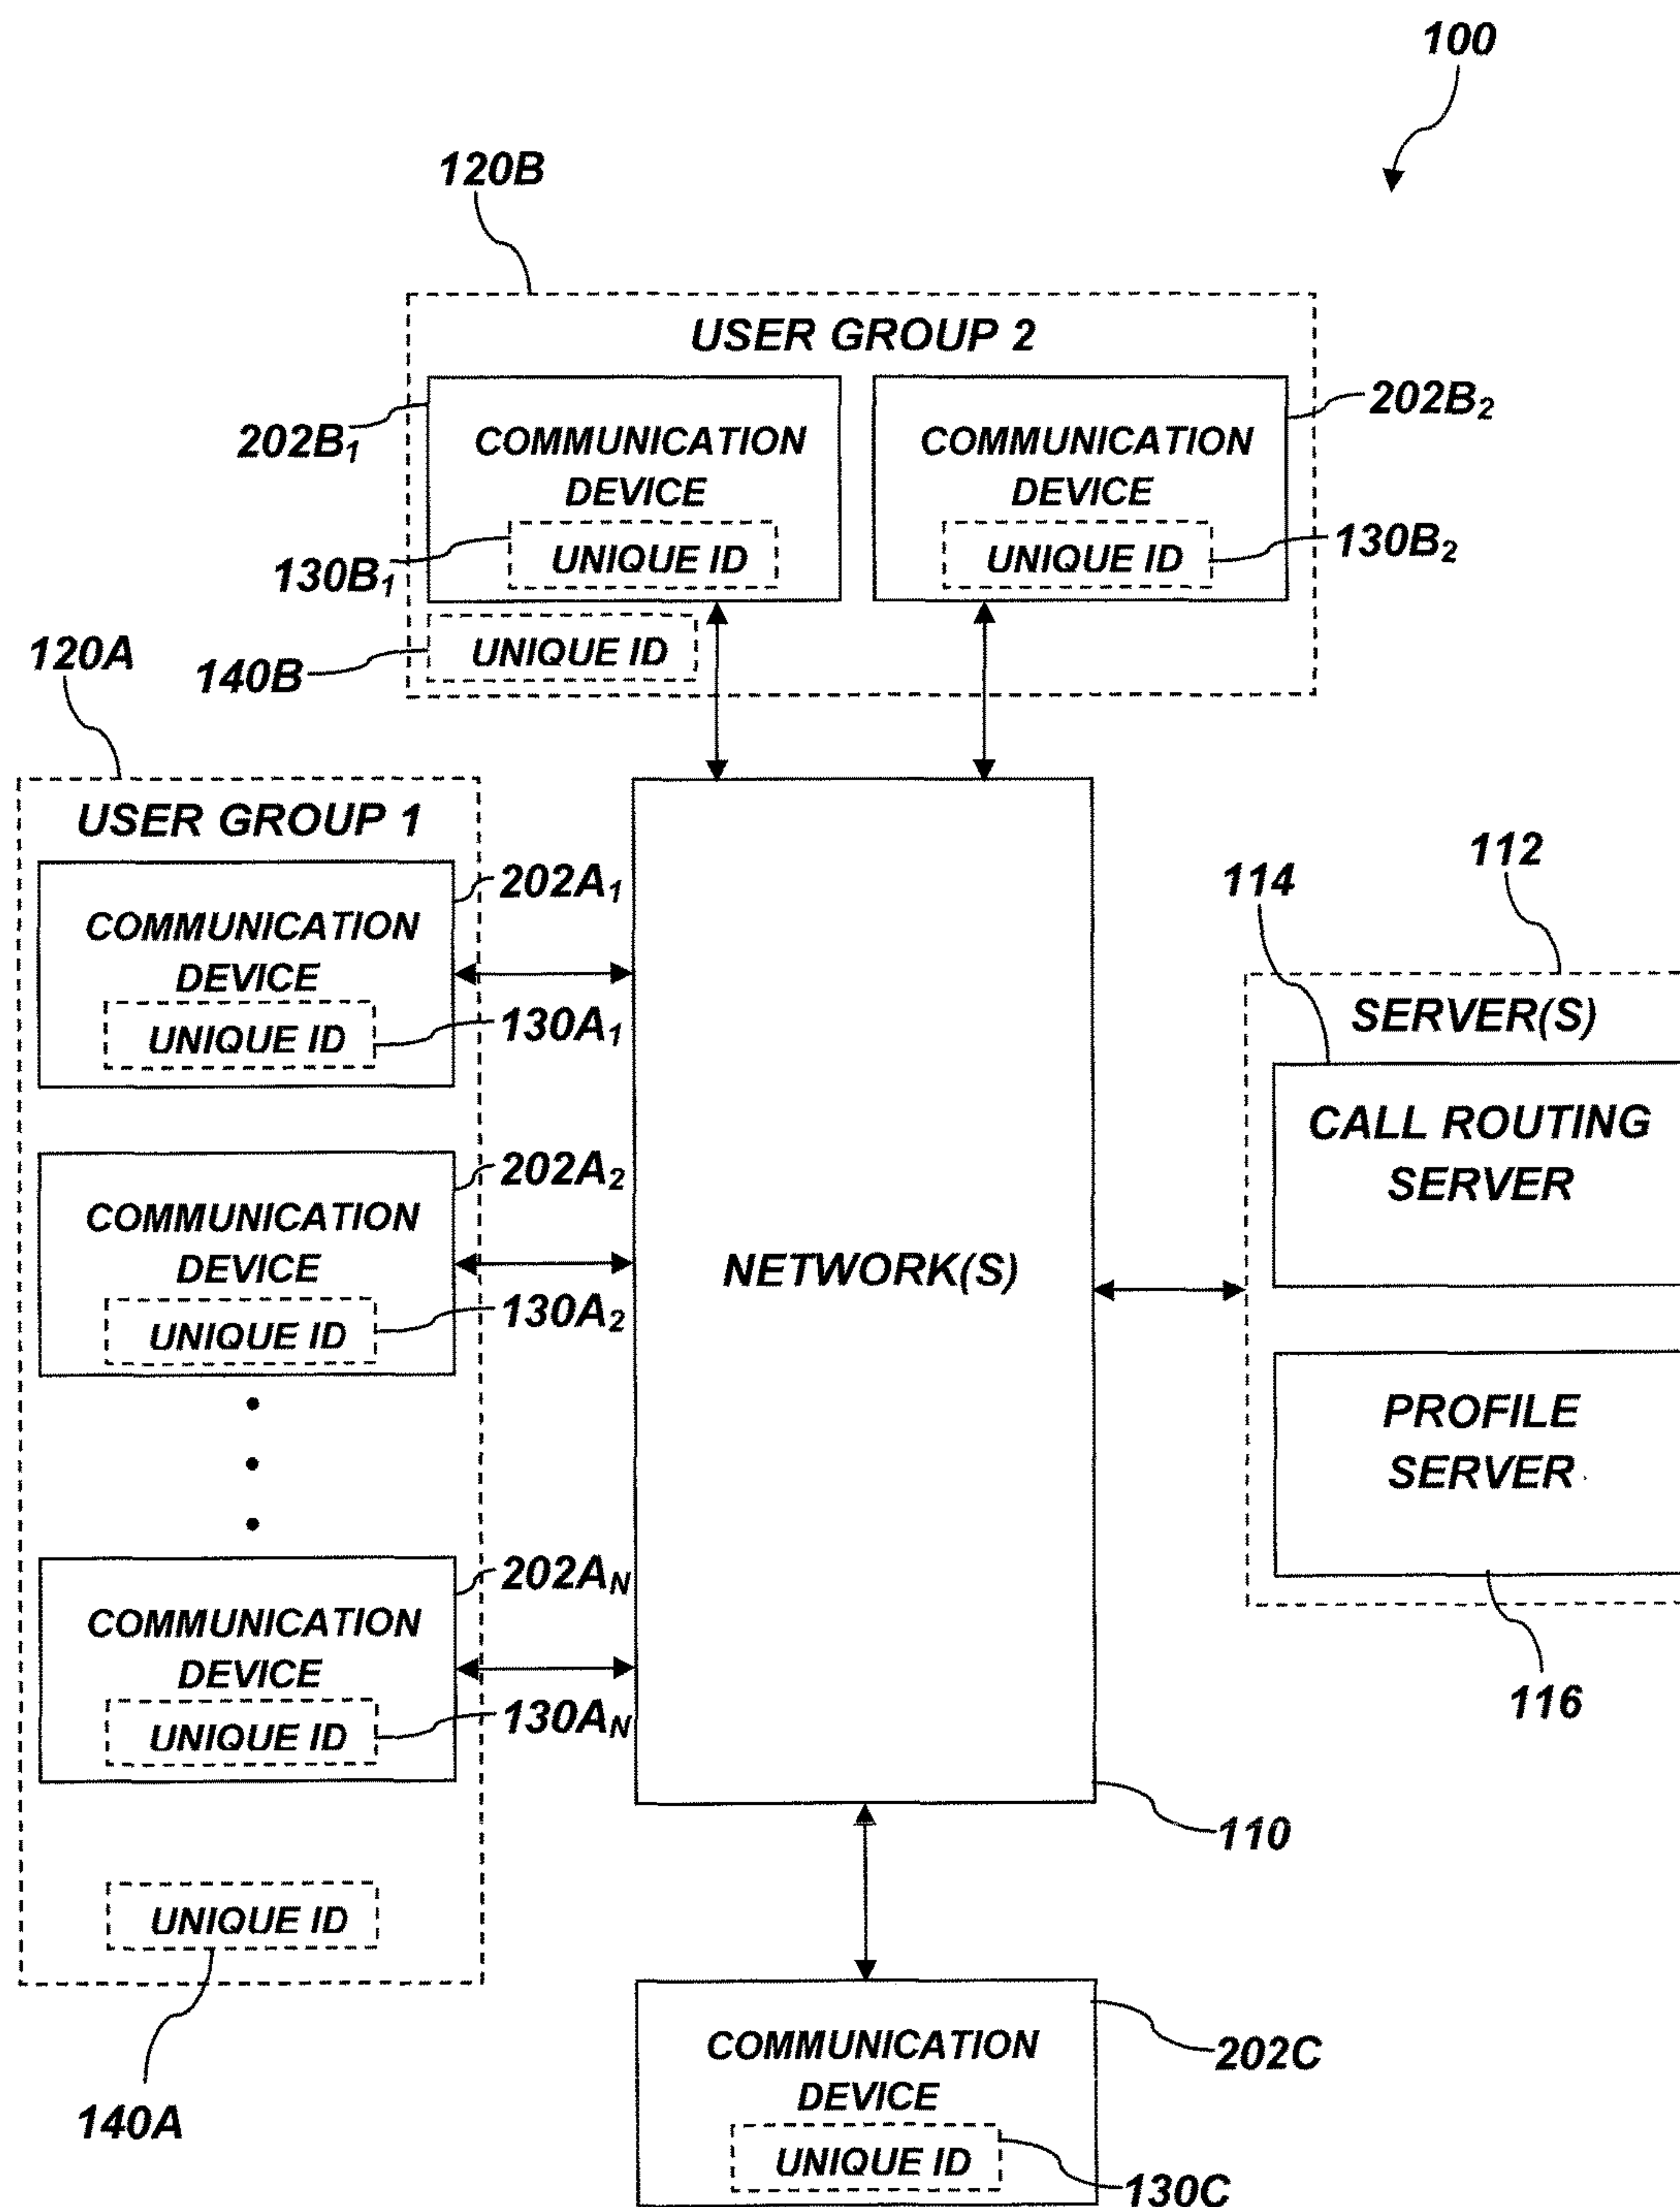 100
120B
USER GROUP 2
202B₁
COMMUNICATION
DEVICE
130B₁
UNIQUE ID
COMMUNICATION
DEVICE
202B₂
UNIQUE ID
130B₂
140B
UNIQUE ID
120A
USER GROUP 1
202A₁
COMMUNICATION
DEVICE
UNIQUE ID
130A₁
202A₂
COMMUNICATION
DEVICE
UNIQUE ID
130A₂
202Aₙ
COMMUNICATION
DEVICE
UNIQUE ID
130Aₙ
UNIQUE ID
140A
NETWORK(S)
110
112
114
SERVER(S)
CALL ROUTING
SERVER
PROFILE
SERVER
116
COMMUNICATION
DEVICE
202C
UNIQUE ID
130C